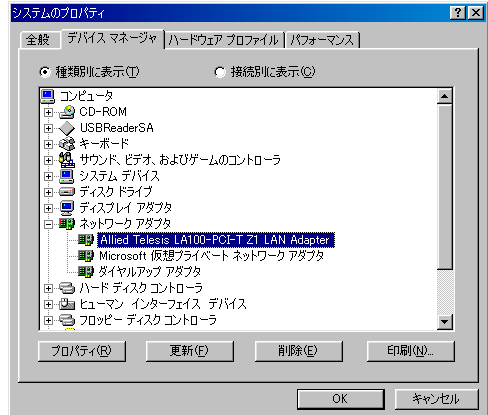 システムのプロパティ
全般 デバイス マネージャ ハードウェア プロファイル パフォーマンス
種類別に表示(T) 接続別に表示(C)
コンピュータ
CD-ROM
USBReaderSA
キーボード
サウンド、ビデオ、およびゲームのコントローラ
システム デバイス
ディスク ドライブ
ディスプレイ アダプタ
ネットワーク アダプタ
Allied Telesis LA100-PCI-T Z1 LAN Adapter
Microsoft 仮想プライベート ネットワーク アダプタ
ダイヤルアップ アダプタ
ハード ディスク コントローラ
ヒューマン インターフェイス デバイス
フロッピー ディスク コントローラ
プロパティ(R) 更新(F) 削除(E) 印刷(N)...
OK キャンセル